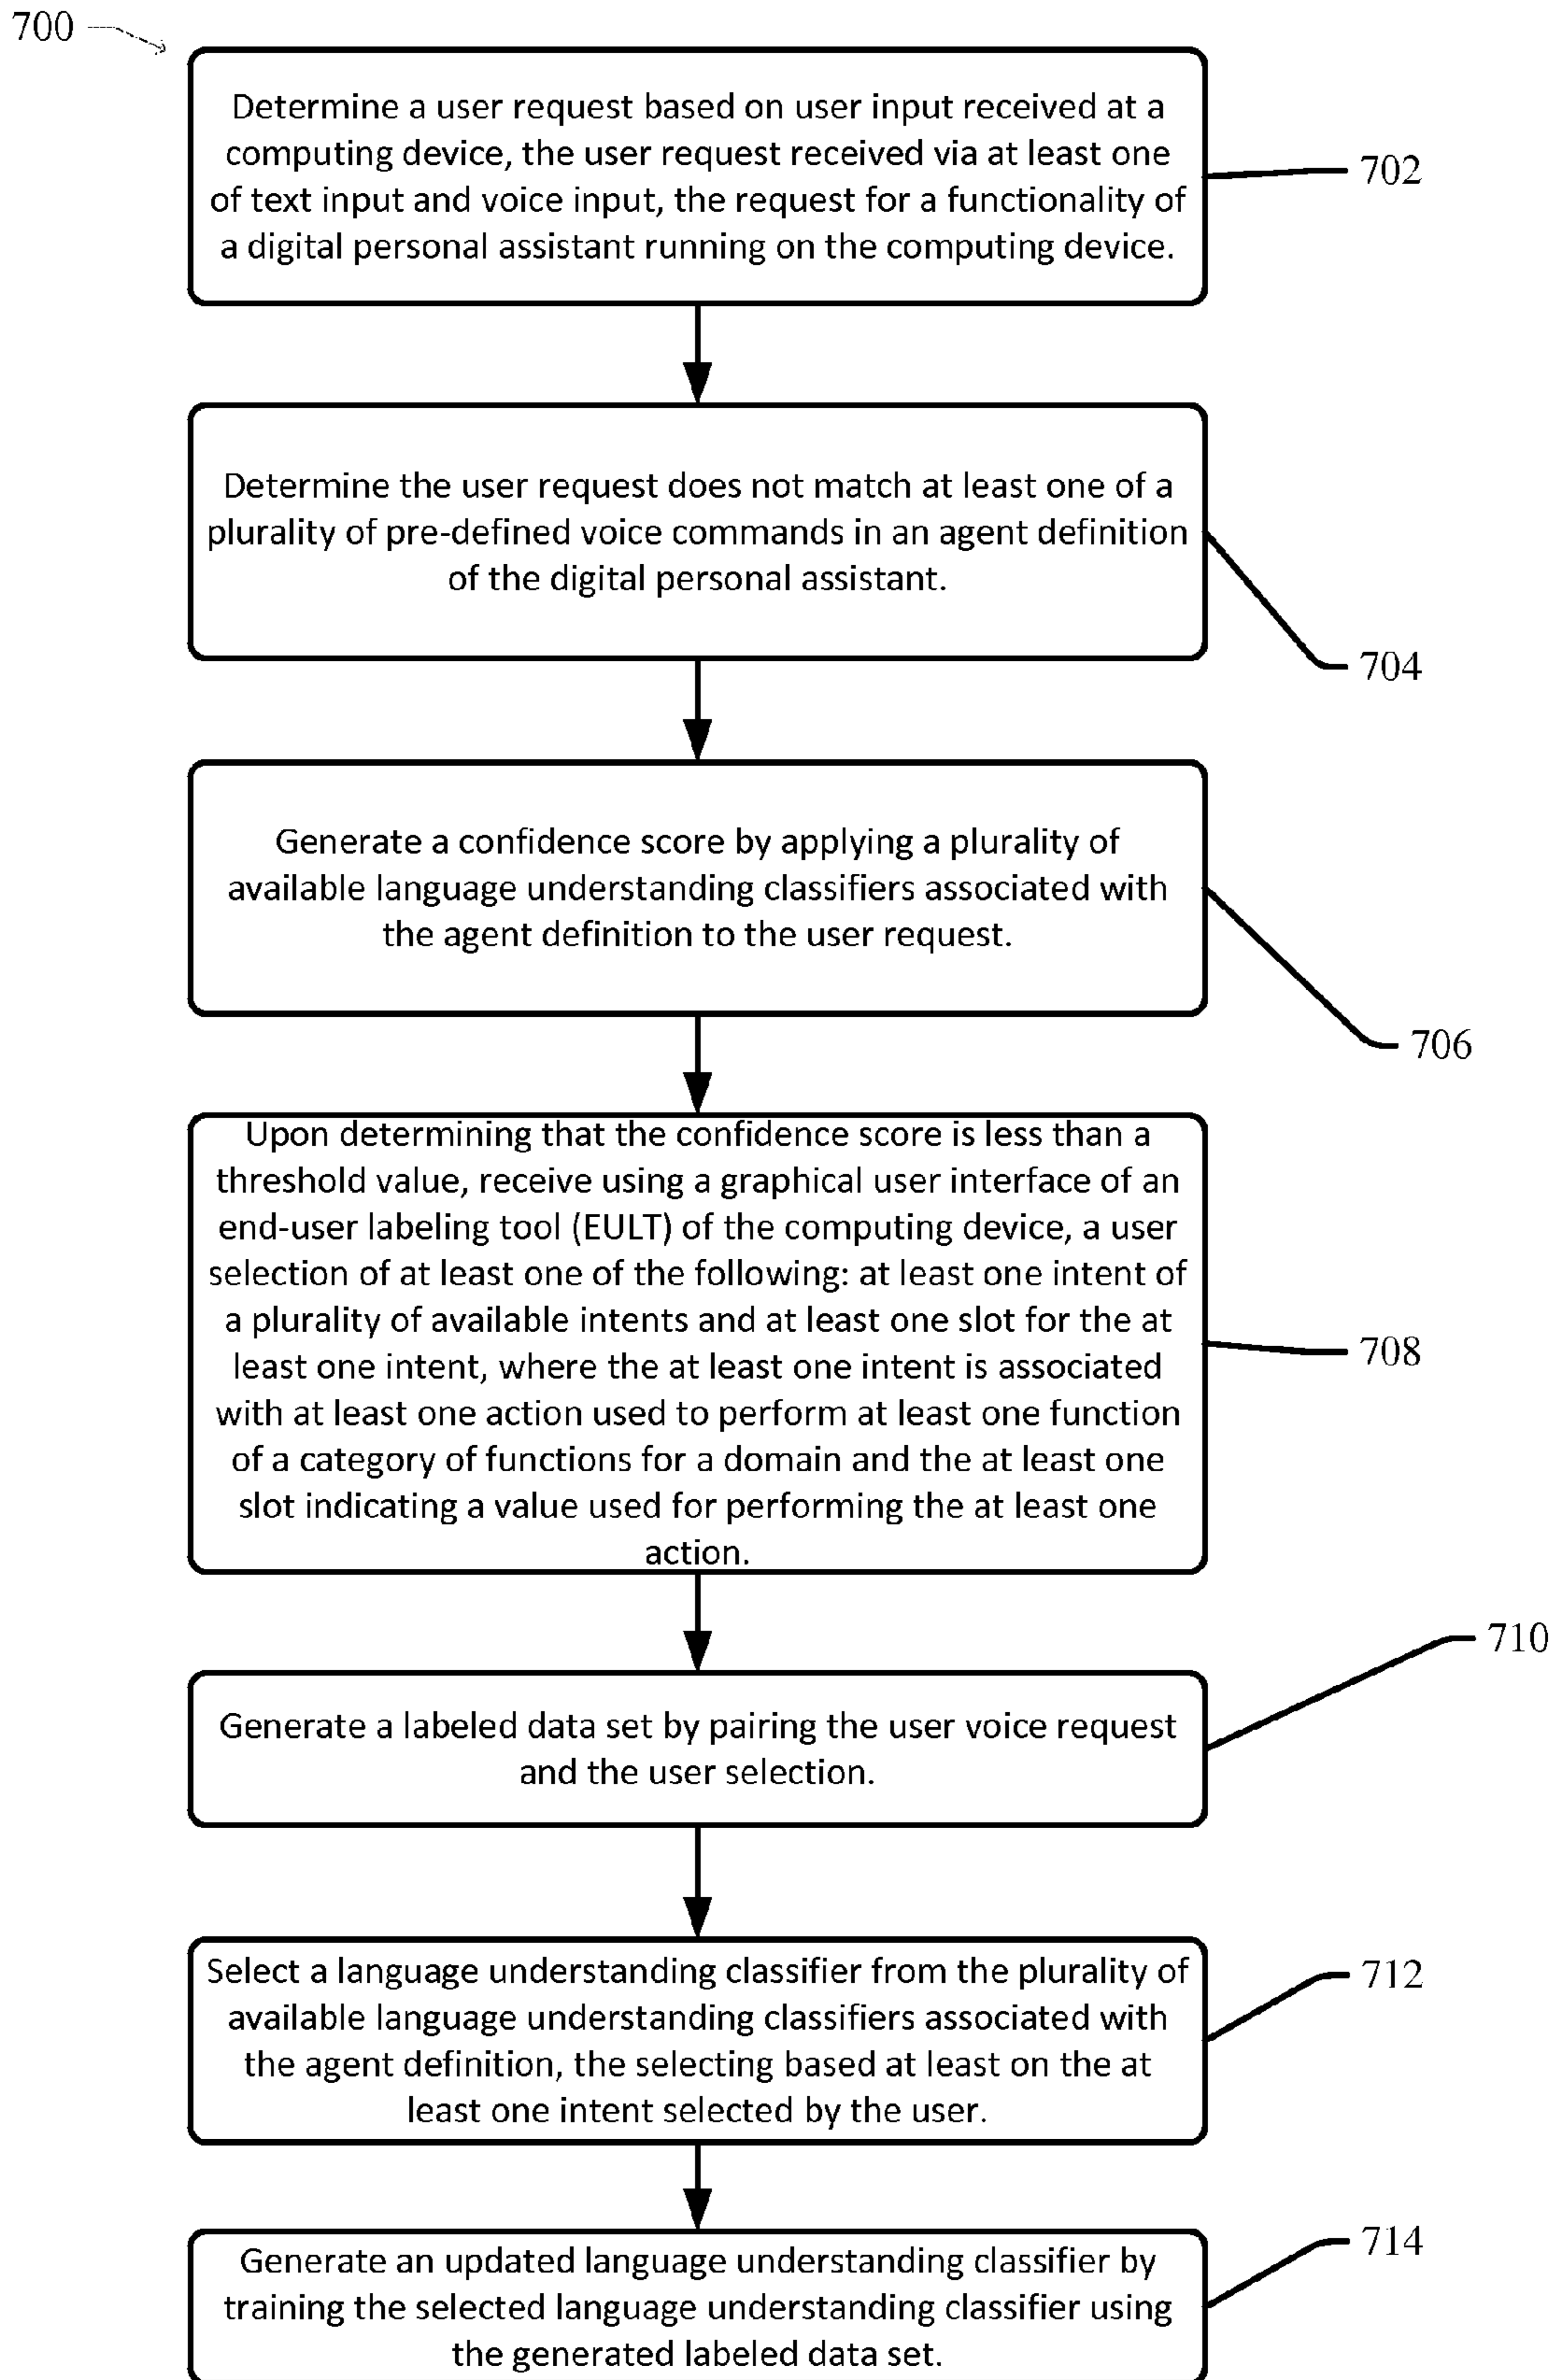 700
Determine a user request based on user input received at a
computing device, the user request received via at least one
of text input and voice input, the request for a functionality of
a digital personal assistant running on the computing device.
702
Determine the user request does not match at least one of a
plurality of pre-defined voice commands in an agent definition
of the digital personal assistant.
704
Generate a confidence score by applying a plurality of
available language understanding classifiers associated with
the agent definition to the user request.
706
Upon determining that the confidence score is less than a
threshold value, receive using a graphical user interface of an
end-user labeling tool (EULT) of the computing device, a user
selection of at least one of the following: at least one intent of
a plurality of available intents and at least one slot for the at
least one intent, where the at least one intent is associated
with at least one action used to perform at least one function
of a category of functions for a domain and the at least one
slot indicating a value used for performing the at least one
action.
708
Generate a labeled data set by pairing the user voice request
and the user selection.
710
Select a language understanding classifier from the plurality of
available language understanding classifiers associated with
the agent definition, the selecting based at least on the at
least one intent selected by the user.
712
Generate an updated language understanding classifier by
training the selected language understanding classifier using
the generated labeled data set.
714